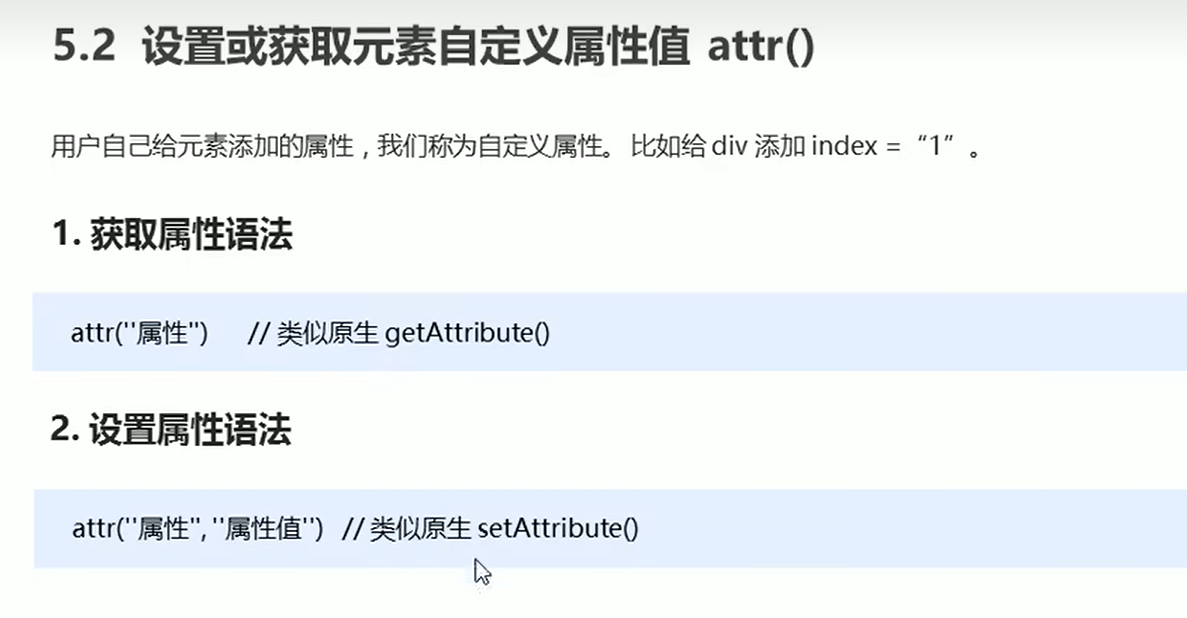 5.2 设置或获取元素自定义属性值 attr()
用户自己给元素添加的属性，我们称为自定义属性。 比如给 div 添加 index = “1” 。
1. 获取属性语法
attr(''属性'') // 类似原生 getAttribute()
2. 设置属性语法
attr(''属性'', ''属性值'') // 类似原生 setAttribute()